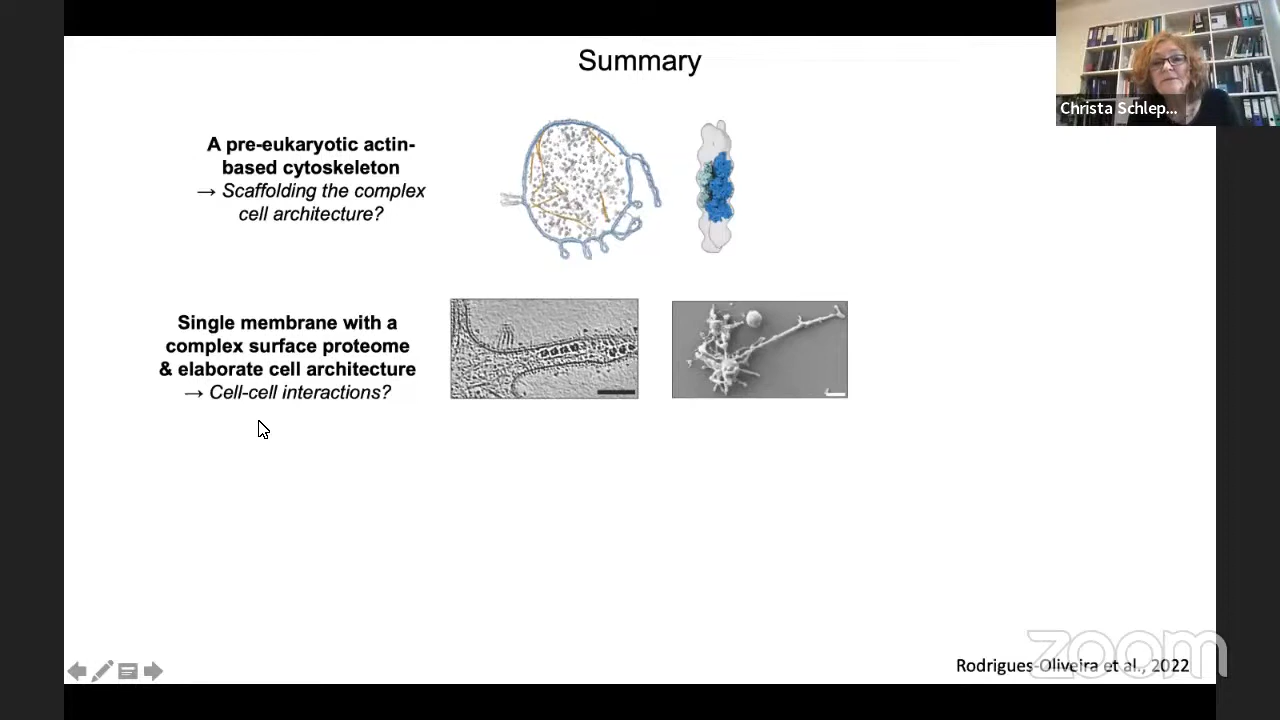 Summary
Christa Schlep...
A pre-eukaryotic actin-
based cytoskeleton
→ Scaffolding the complex
cell architecture?
Single membrane with a
complex surface proteome
& elaborate cell architecture
→ Cell-cell interactions?
Rodrigues-Oliveira et al., 2022
zoom